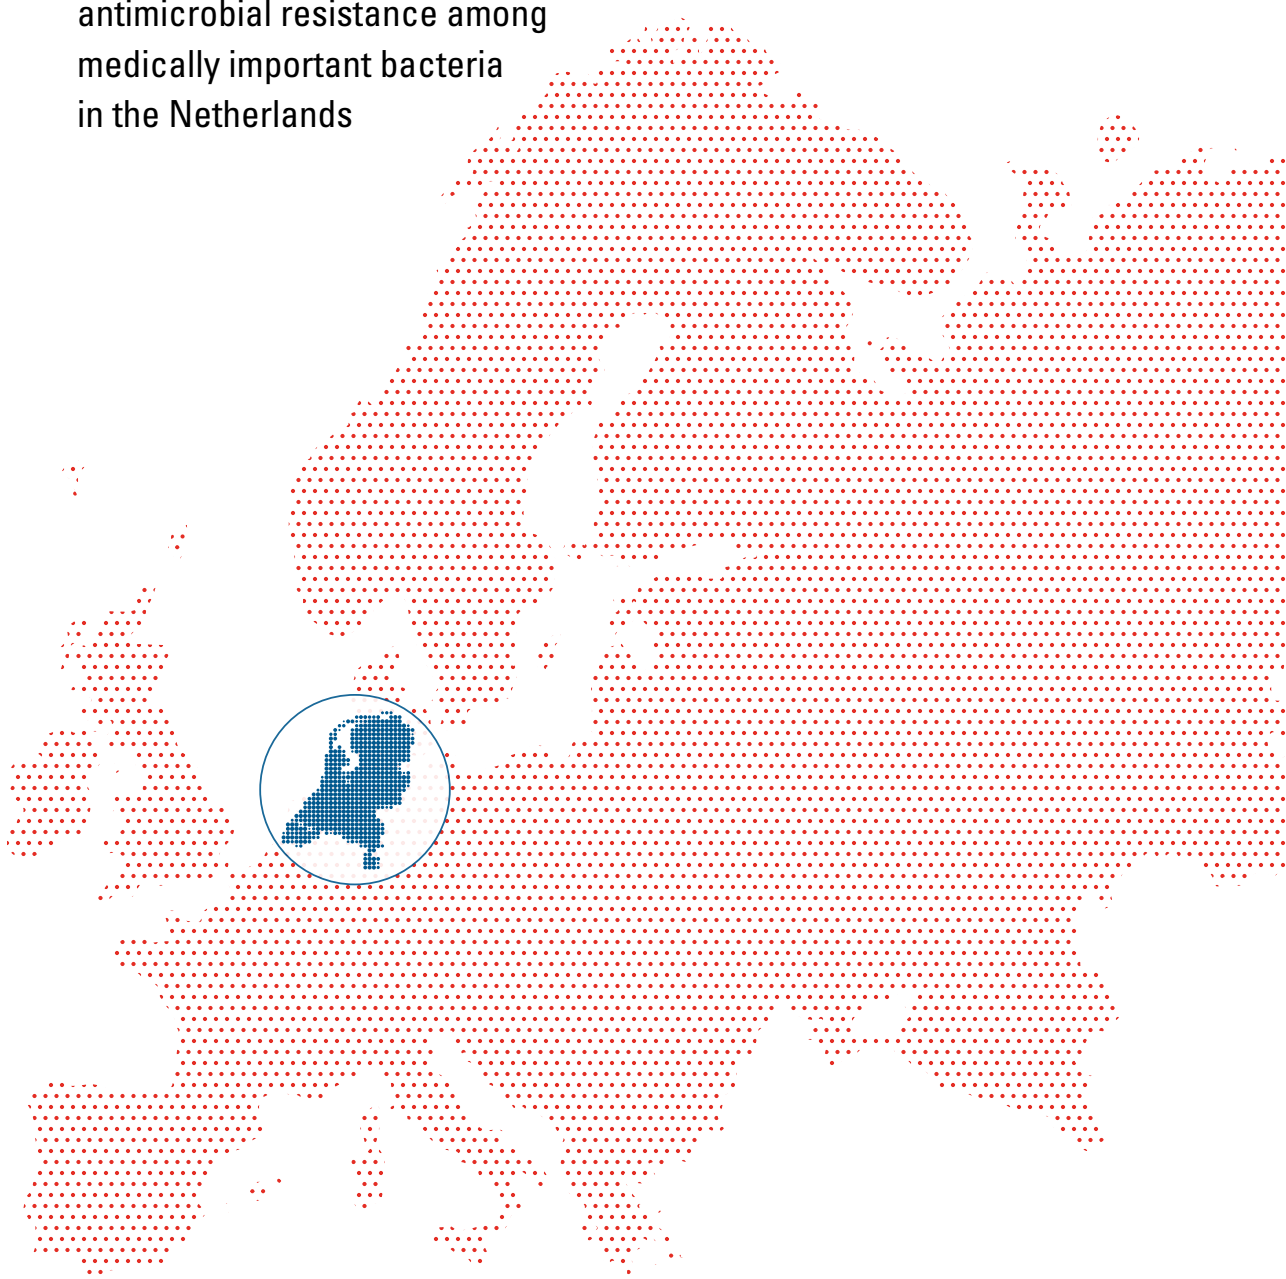 antimicrobial resistance among
medically important bacteria
in the Netherlands